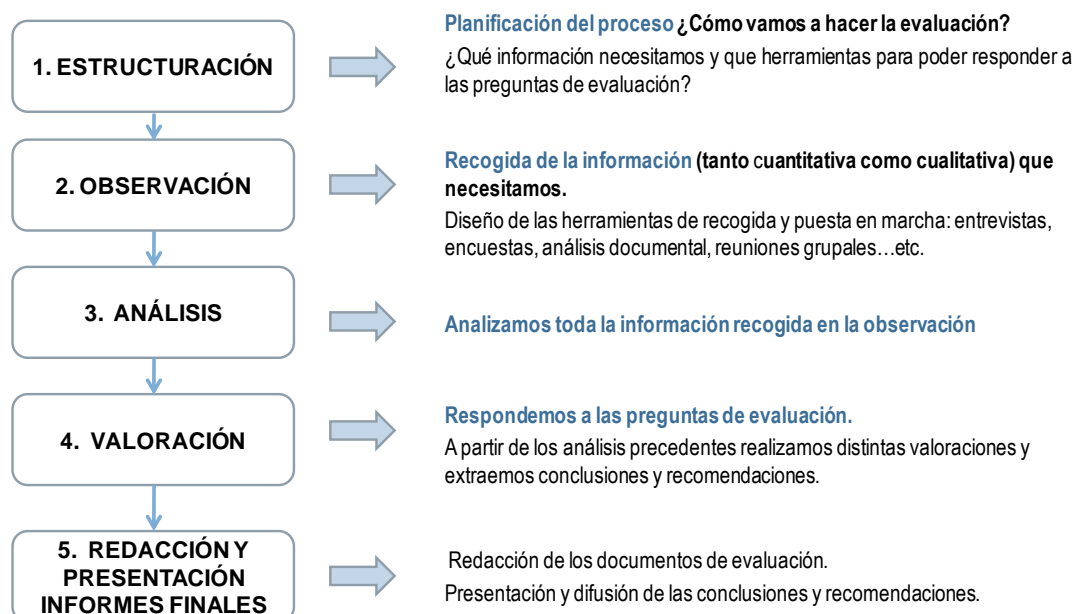 1. ESTRUCTURACIÓN
Planificación del proceso ¿Cómo vamos a hacer la evaluación?
¿Qué información necesitamos y que herramientas para poder responder a
las preguntas de evaluación?
2. OBSERVACIÓN
Recogida de la información (tanto cuantitativa como cualitativa) que
necesitamos.
Diseño de las herramientas de recogida y puesta en marcha: entrevistas,
encuestas, análisis documental, reuniones grupales…etc.
3. ANÁLISIS
Analizamos toda la información recogida en la observación
4. VALORACIÓN
Respondemos a las preguntas de evaluación.
A partir de los análisis precedentes realizamos distintas valoraciones y
extraemos conclusiones y recomendaciones.
5. REDACCIÓN Y
PRESENTACIÓN
INFORMES FINALES
Redacción de los documentos de evaluación.
Presentación y difusión de las conclusiones y recomendaciones.